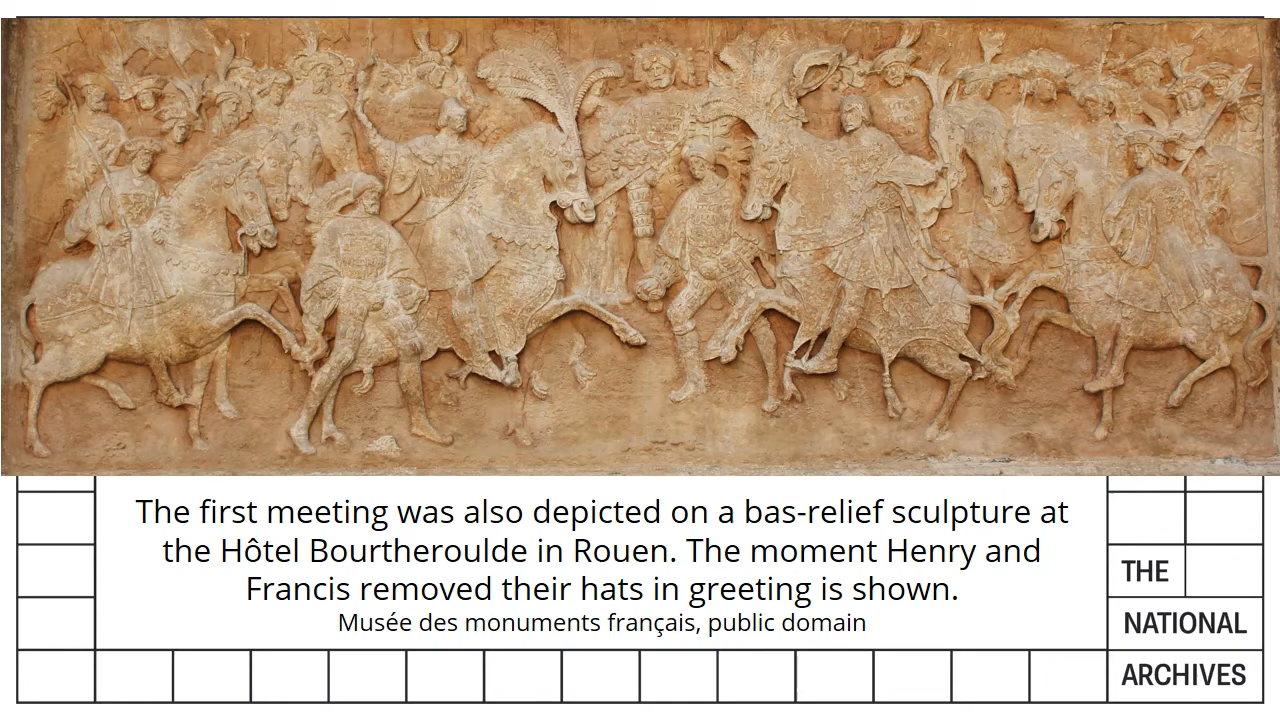 The first meeting was also depicted on a bas-relief sculpture at
the Hôtel Bourtheroulde in Rouen. The moment Henry and
Francis removed their hats in greeting is shown.
Musée des monuments français, public domain
THE
NATIONAL
ARCHIVES